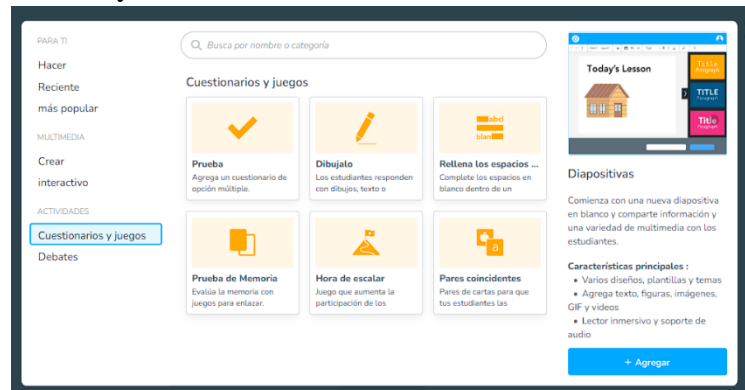 PARA TI
Hacer
Reciente
más popular
MULTIMEDIA
Crear
interactivo
ACTIVIDADES
Cuestionarios y juegos
Debates
Busca por nombre o categoría
Cuestionarios y juegos
abcd
blan
Prueba
Agrega un cuestionario de
opción múltiple.
Dibujalo
Los estudiantes responden
con dibujos, texto o
Rellena los espacios ...
Complete los espacios en
blanco dentro de un
a
Prueba de Memoria
Evalúa la memoria con
juegos para enlazar.
Hora de escalar
Juego que aumenta la
participación de los
Pares coincidentes
Pares de cartas para que
tus estudiantes las
Today's Lesson
Title
Paragraph
TITLE
Paragraph
Title
Paragraph
Diapositivas
Comienza con una nueva diapositiva
en blanco y comparte información y
una variedad de multimedia con los
estudiantes.
Características principales :
• Varios diseños, plantillas y temas
• Agrega texto, figuras, imágenes,
GIF y videos
• Lector inmersivo y soporte de
audio
+ Agregar